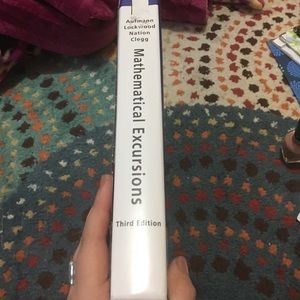 Aufmann
Lockwood
Nation
Clegg
Mathematical Excursions
Third Edition